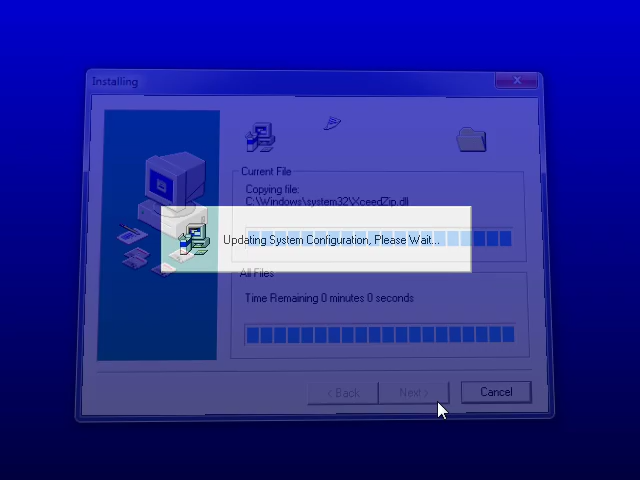 Installing
Current File
Copying file:
C:\Windows\system32\XceedZip.dll
Updating System Configuration, Please Wait...
All Files
Time Remaining 0 minutes 0 seconds
< Back
Next >
Cancel